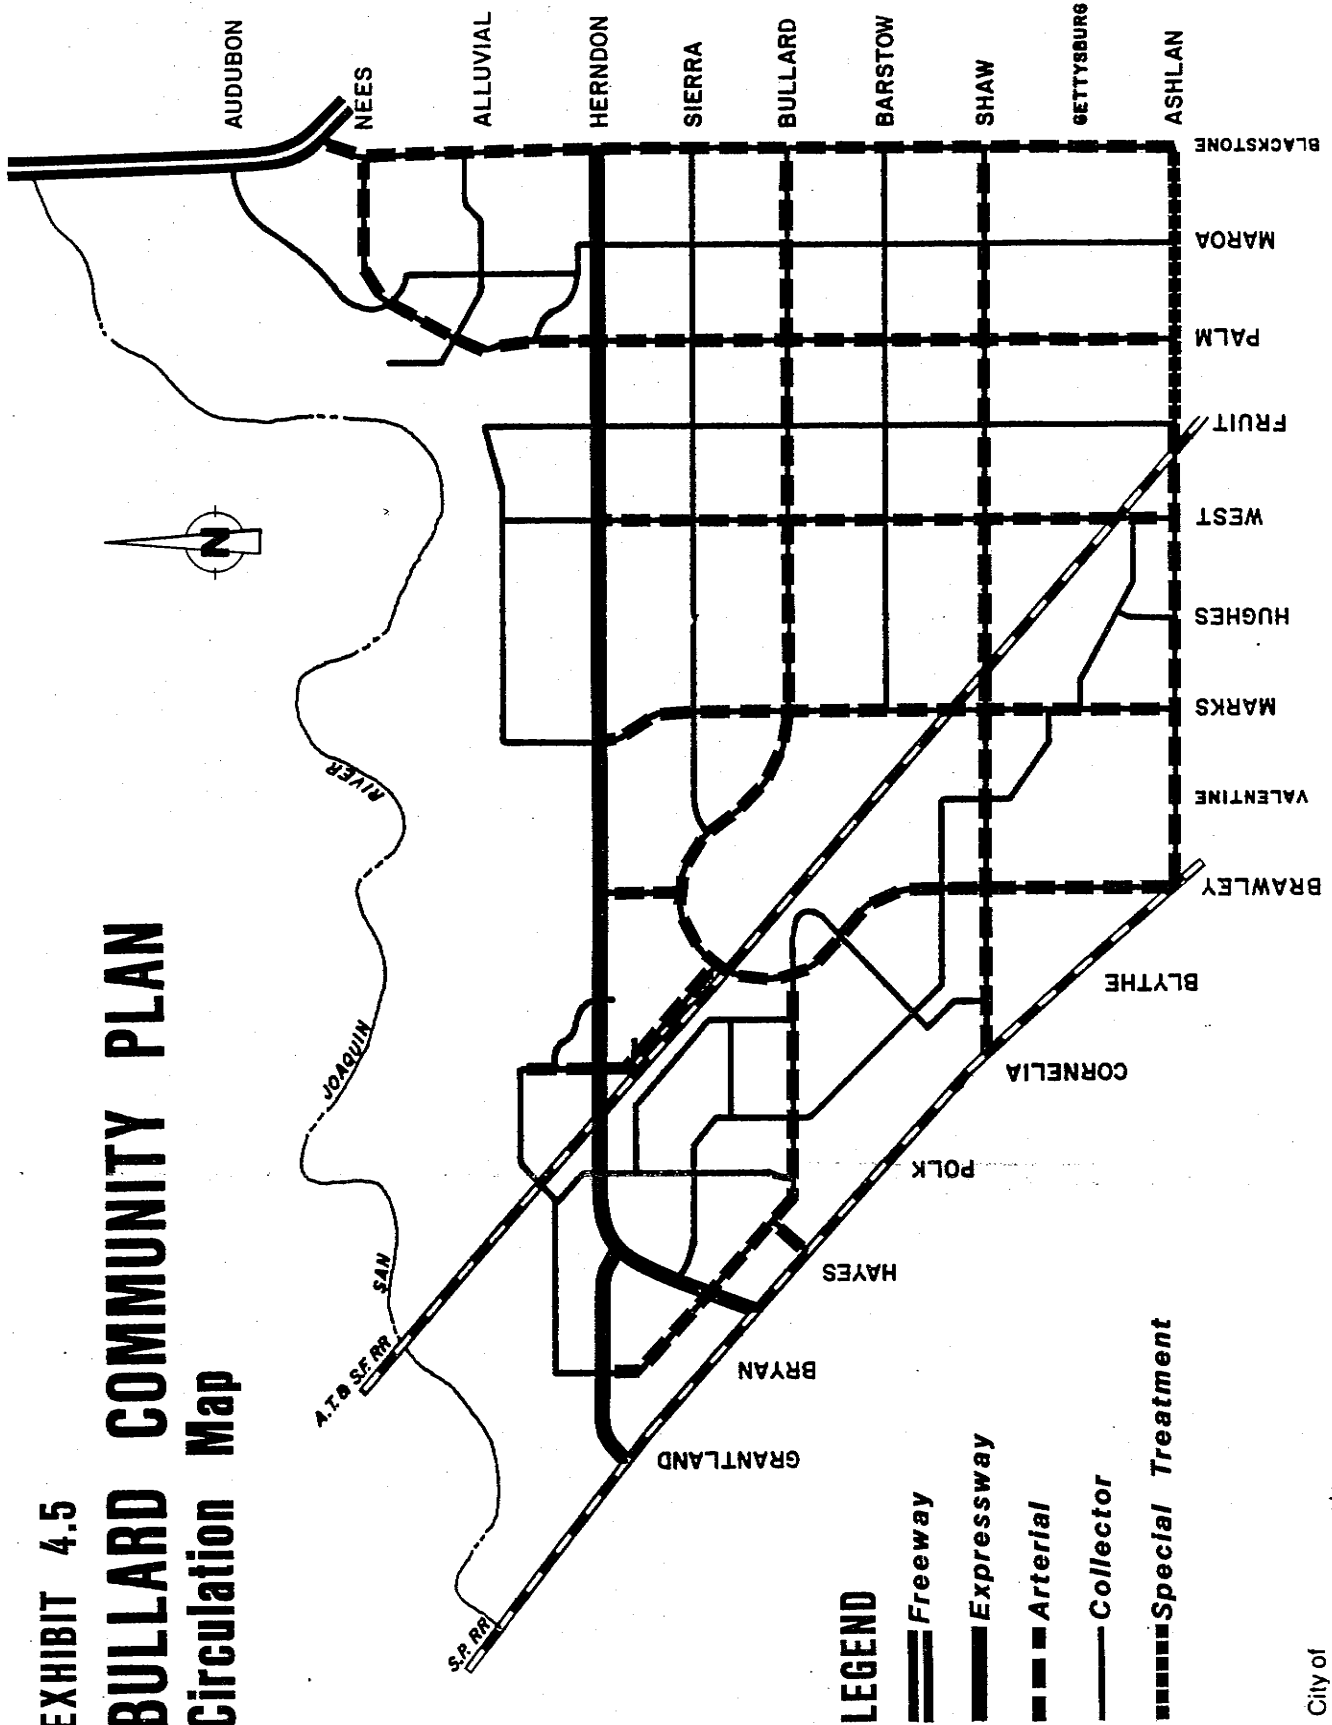 EXHIBIT 4.5
BULLARD COMMUNITY PLAN
Circulation Map
N
AUDUBON
NEES
ALLUVIAL
HERNDON
SIERRA
BULLARD
BARSTOW
SHAW
GETTYSBURG
ASHLAN
BLACKSTONE
MAROA
PALM
FRUIT
WEST
HUGHES
MARKS
VALENTINE
BRAWLEY
BLYTHE
CORNELIA
POLK
HAYES
BRYAN
GRANTLAND
SAN
JOAQUIN
RIVER
A.T.& S.F. RR
S.P. RR
LEGEND
Freeway
Expressway
Arterial
Collector
Special Treatment
City of